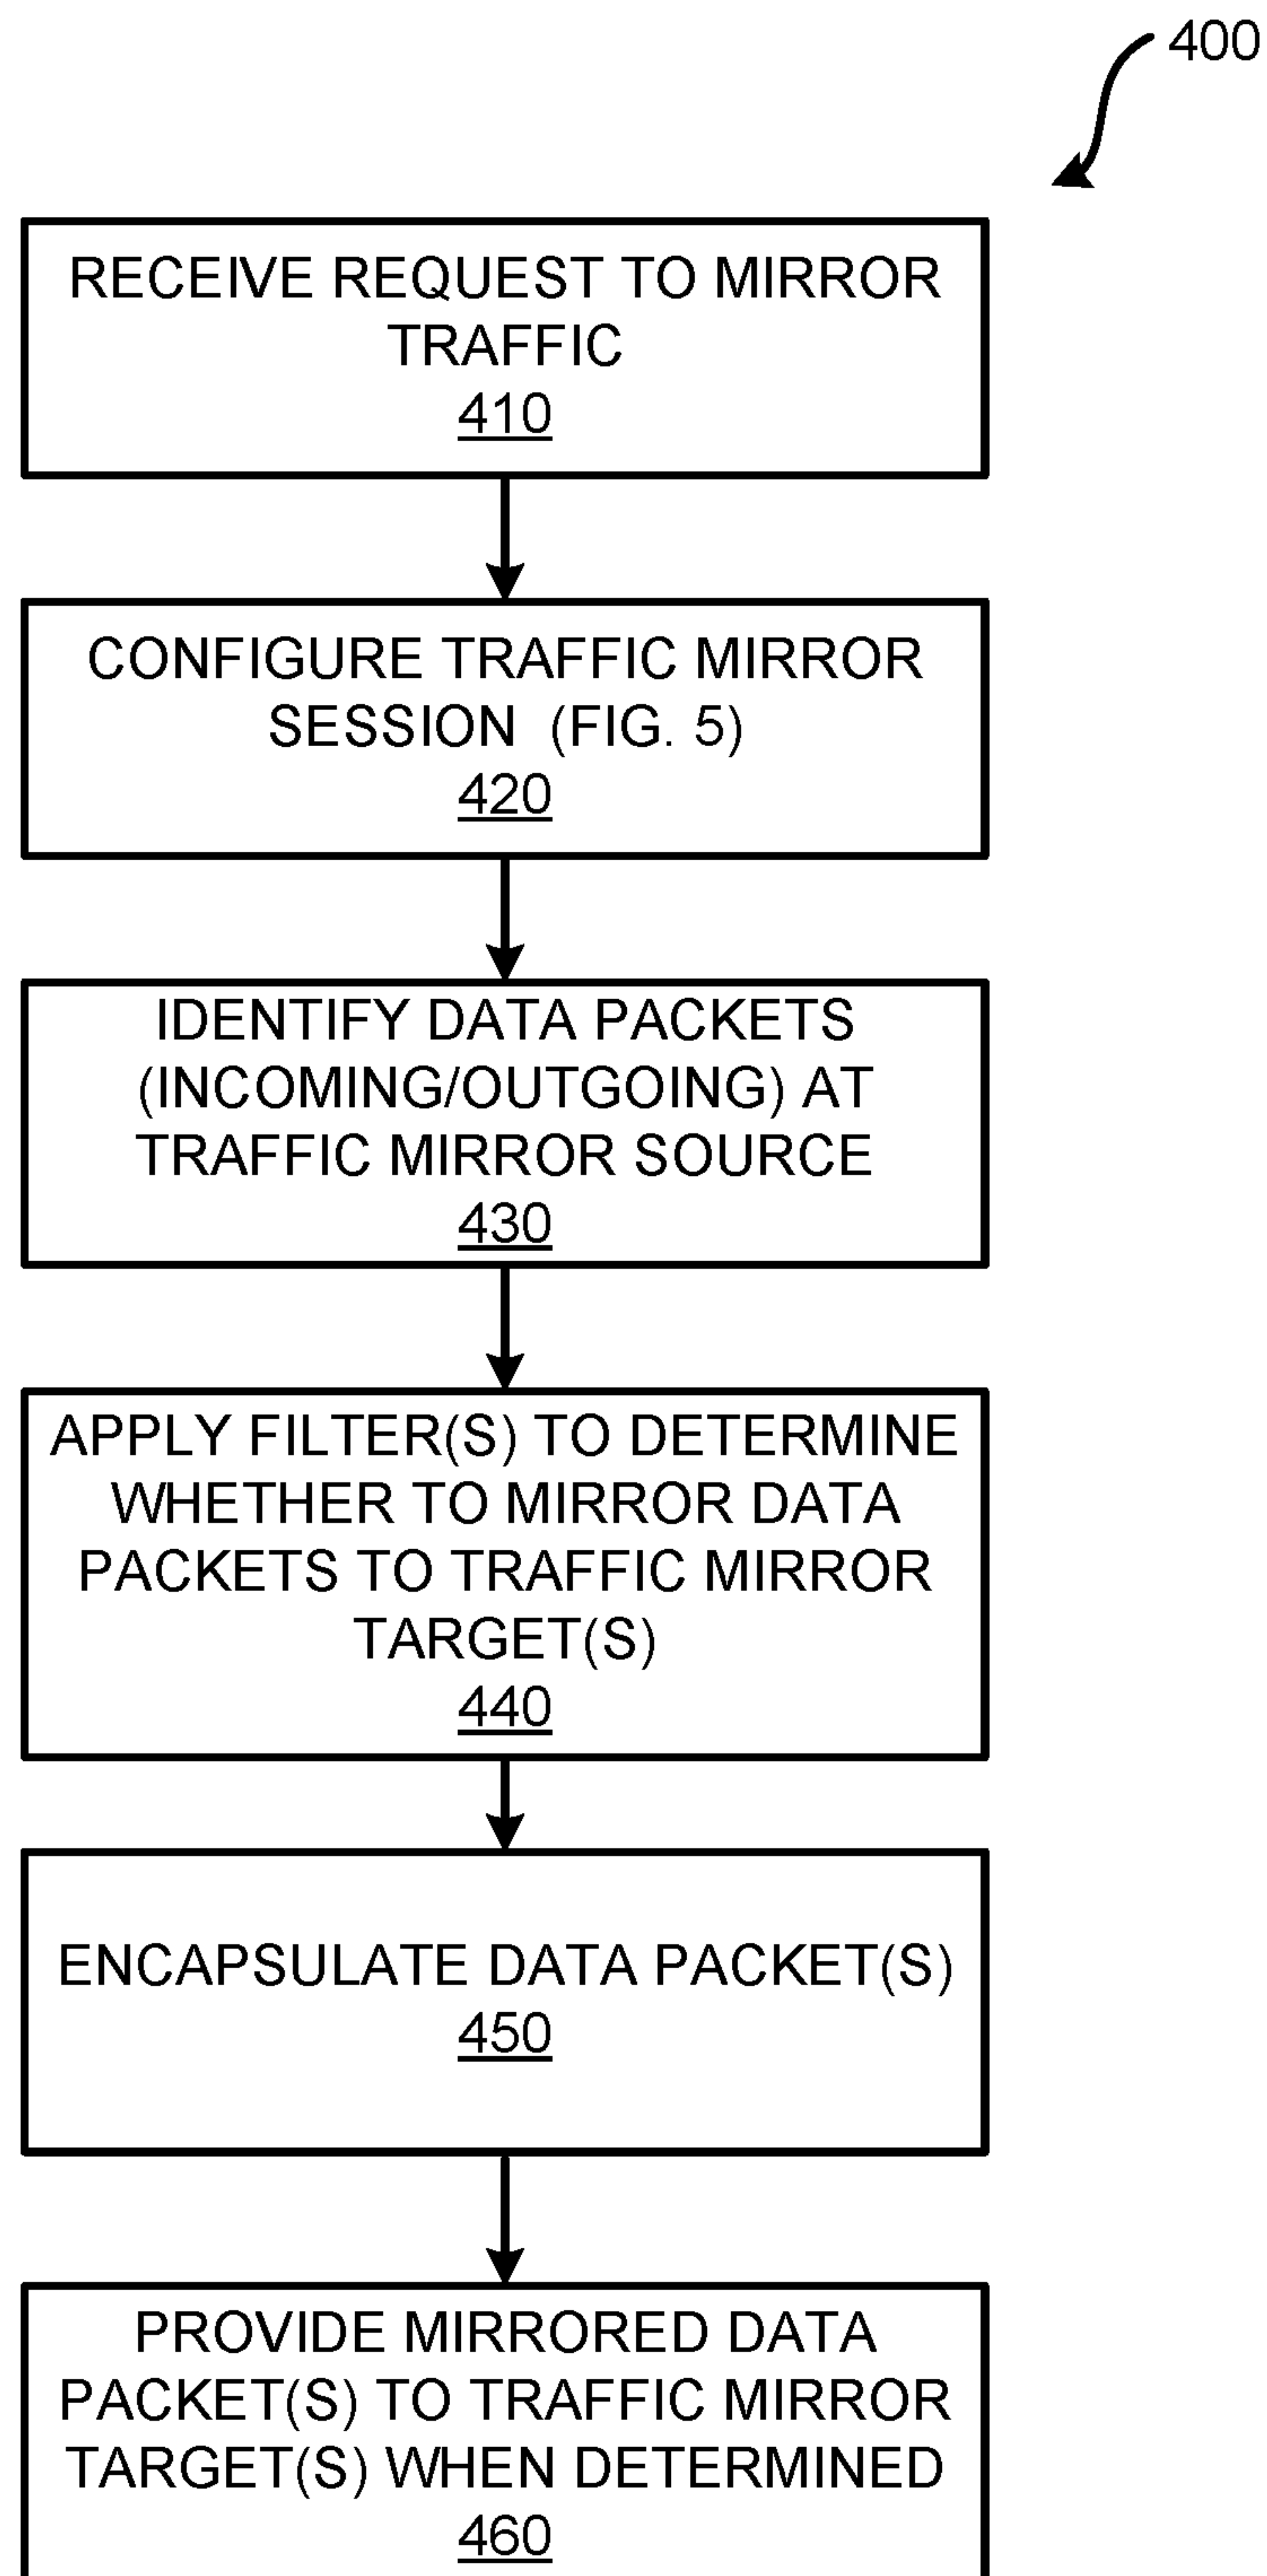 400
RECEIVE REQUEST TO MIRROR
TRAFFIC
410
CONFIGURE TRAFFIC MIRROR
SESSION (FIG. 5)
420
IDENTIFY DATA PACKETS
(INCOMING/OUTGOING) AT
TRAFFIC MIRROR SOURCE
430
APPLY FILTER(S) TO DETERMINE
WHETHER TO MIRROR DATA
PACKETS TO TRAFFIC MIRROR
TARGET(S)
440
ENCAPSULATE DATA PACKET(S)
450
PROVIDE MIRRORED DATA
PACKET(S) TO TRAFFIC MIRROR
TARGET(S) WHEN DETERMINED
460